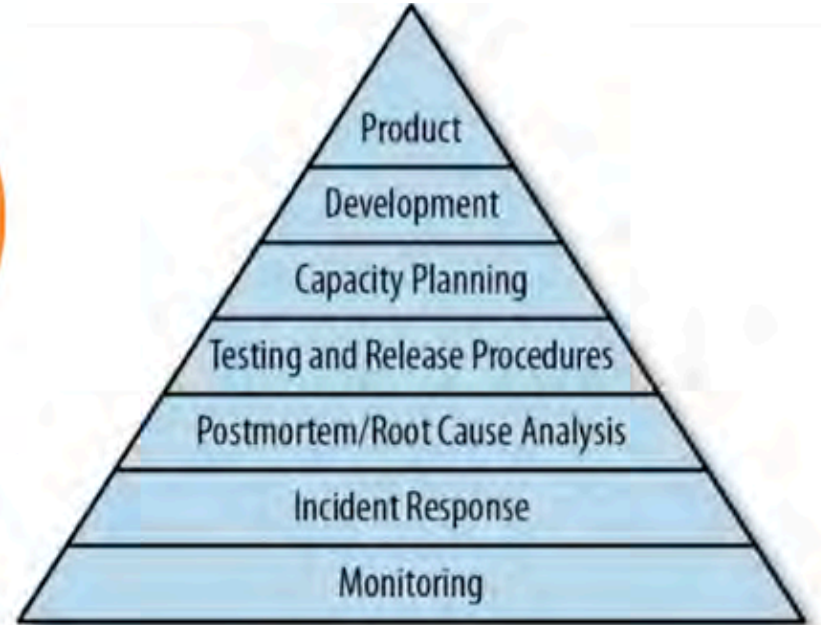 Product
Development
Capacity Planning
Testing and Release Procedures
Postmortem/Root Cause Analysis
Incident Response
Monitoring